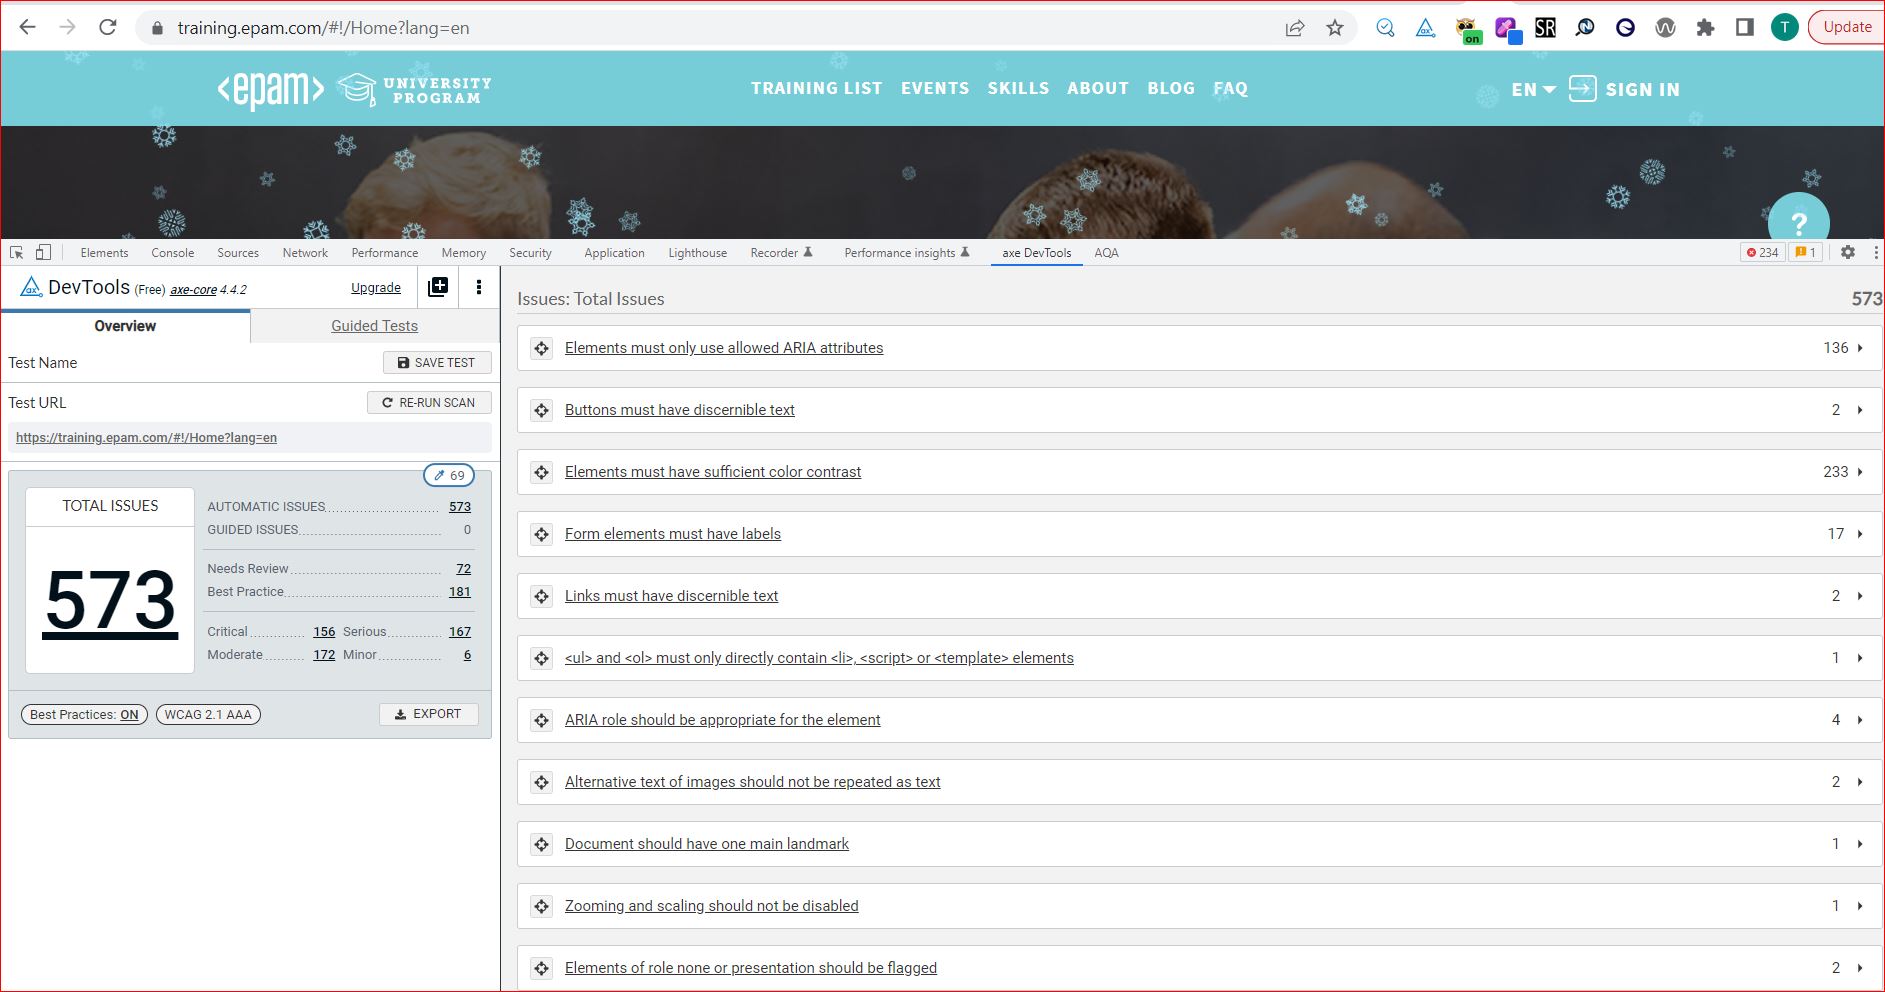 training.epam.com/#!/Home?lang=en
on
SR
T
Update
<epam> UNIVERSITY PROGRAM
TRAINING LIST EVENTS SKILLS ABOUT BLOG FAQ
EN
SIGN IN
?
Elements Console Sources Network Performance Memory Security Application Lighthouse Recorder Performance insights axe DevTools AQA
234
1
ax DevTools (Free) axe-core 4.4.2
Upgrade
Overview
Guided Tests
Test Name
SAVE TEST
Test URL
RE-RUN SCAN
https://training.epam.com/#!/Home?lang=en
69
TOTAL ISSUES
573
AUTOMATIC ISSUES 573
GUIDED ISSUES 0
Needs Review 72
Best Practice 181
Critical 156 Serious 167
Moderate 172 Minor 6
Best Practices: ON
WCAG 2.1 AAA
EXPORT
Issues: Total Issues 573
Elements must only use allowed ARIA attributes 136
Buttons must have discernible text 2
Elements must have sufficient color contrast 233
Form elements must have labels 17
Links must have discernible text 2
<ul> and <ol> must only directly contain <li>, <script> or <template> elements 1
ARIA role should be appropriate for the element 4
Alternative text of images should not be repeated as text 2
Document should have one main landmark 1
Zooming and scaling should not be disabled 1
Elements of role none or presentation should be flagged 2